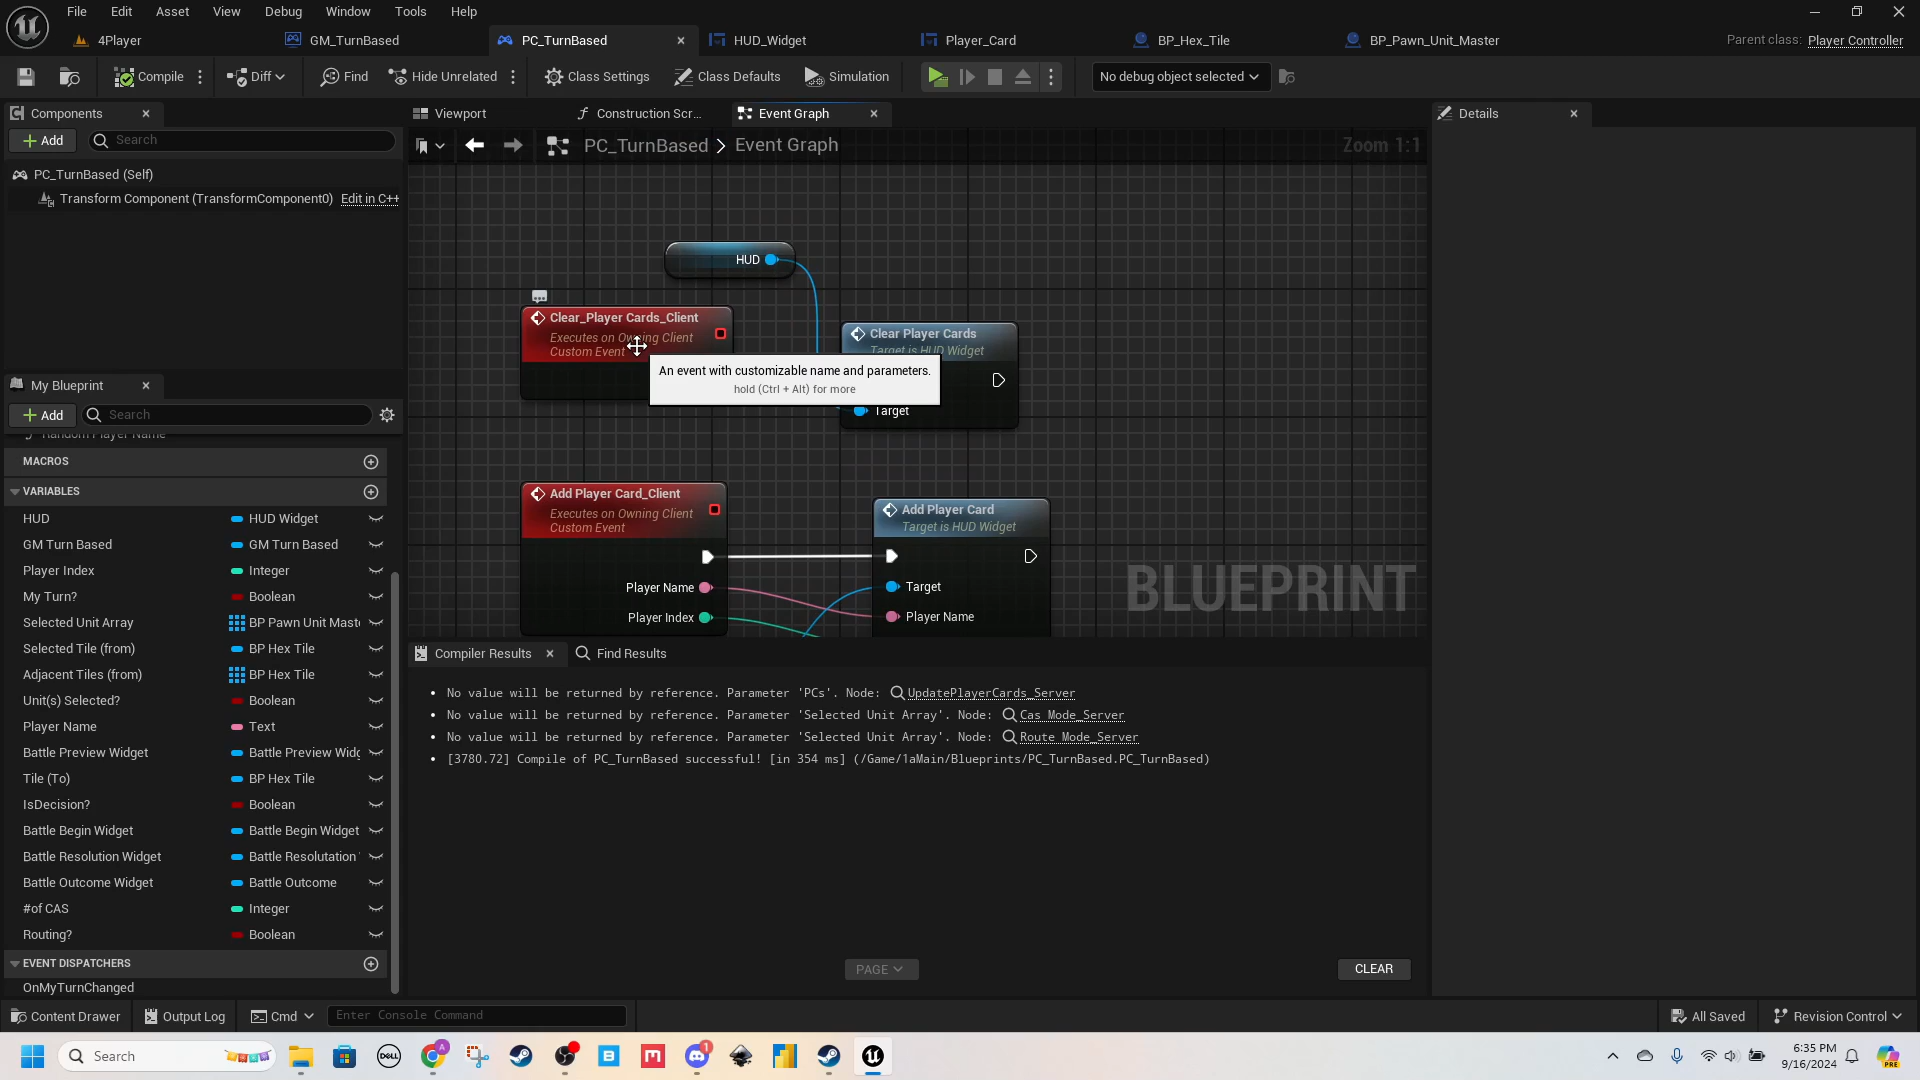 File Edit Asset View Debug Window Tools Help
4Player GM_TurnBased PC_TurnBased HUD_Widget Player_Card BP_Hex_Tile BP_Pawn_Unit_Master Parent class: Player Controller
Compile Diff Find Hide Unrelated Class Settings Class Defaults Simulation No debug object selected
Components Viewport Construction Scr... Event Graph Details
Add Search
PC_TurnBased > Event Graph Zoom 1:1
PC_TurnBased (Self)
Transform Component (TransformComponent0) Edit in C++
HUD
Clear_Player Cards_Client
Executes on Owning Client
Custom Event
Clear Player Cards
Target is HUD Widget
An event with customizable name and parameters.
hold (Ctrl + Alt) for more
Target
Add Player Card_Client
Executes on Owning Client
Custom Event
Player Name
Player Index
Add Player Card
Target is HUD Widget
Target
Player Name
BLUEPRINT
My Blueprint
Add Search
Random Player Name
MACROS
VARIABLES
HUD HUD Widget
GM Turn Based GM Turn Based
Player Index Integer
My Turn? Boolean
Selected Unit Array BP Pawn Unit Mast
Selected Tile (from) BP Hex Tile
Adjacent Tiles (from) BP Hex Tile
Unit(s) Selected? Boolean
Player Name Text
Battle Preview Widget Battle Preview Widg
Tile (To) BP Hex Tile
IsDecision? Boolean
Battle Begin Widget Battle Begin Widget
Battle Resolution Widget Battle Resolutation
Battle Outcome Widget Battle Outcome
#of CAS Integer
Routing? Boolean
EVENT DISPATCHERS
OnMyTurnChanged
Compiler Results Find Results
No value will be returned by reference. Parameter 'PCs'. Node: UpdatePlayerCards_Server
No value will be returned by reference. Parameter 'Selected Unit Array'. Node: Cas Mode_Server
No value will be returned by reference. Parameter 'Selected Unit Array'. Node: Route Mode_Server
[3780.72] Compile of PC_TurnBased successful! [in 354 ms] (/Game/1aMain/Blueprints/PC_TurnBased.PC_TurnBased)
PAGE CLEAR
Content Drawer Output Log Cmd Enter Console Command All Saved Revision Control
Search DELL 1 6:35 PM
9/16/2024 PRE